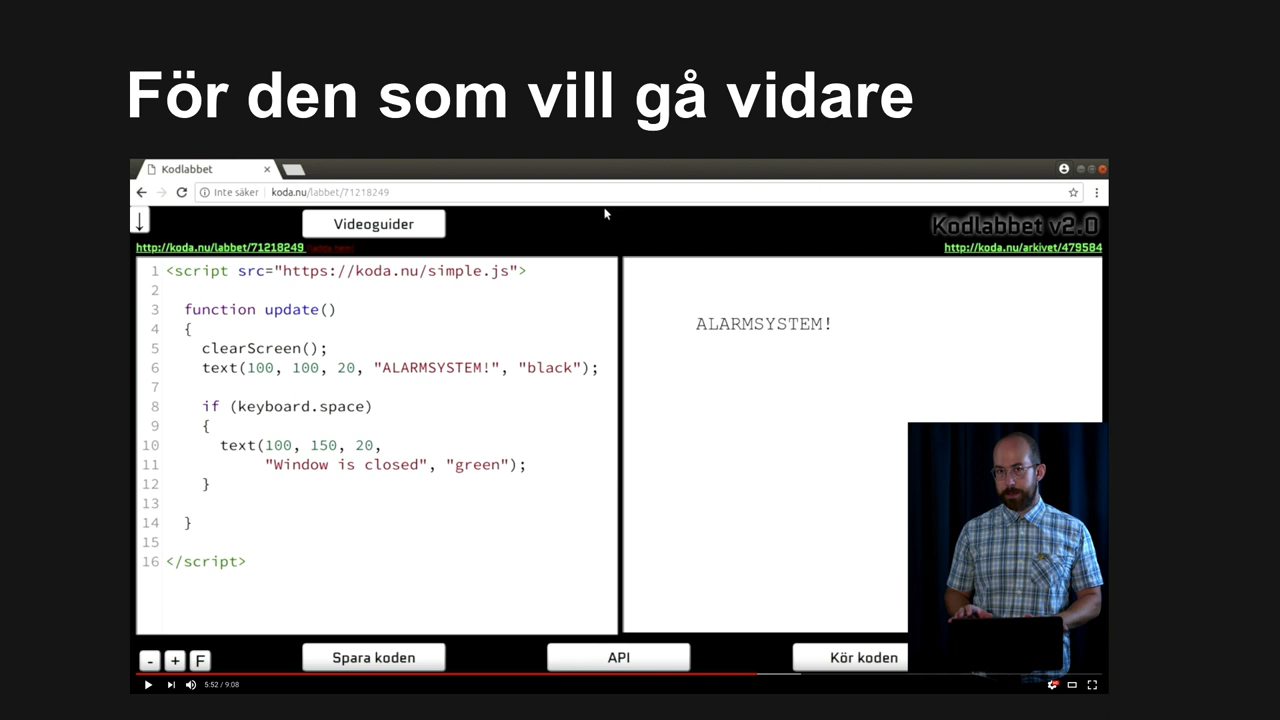 För den som vill gå vidare
Kodlabbet
Inte säker koda.nu/labbet/71218249
↓ Videoguider Kodlabbet v2.0
http://koda.nu/labbet/71218249 http://koda.nu/arkivet/479584
1 <script src="https://koda.nu/simple.js">
2
3 function update()
4 {
5 clearScreen();
6 text(100, 100, 20, "ALARMSYSTEM!", "black");
7
8 if (keyboard.space)
9 {
10 text(100, 150, 20,
11 "Window is closed", "green");
12 }
13
14 }
15
16 </script>
ALARMSYSTEM!
- + F Spara koden API Kör koden
5:52 / 9:08